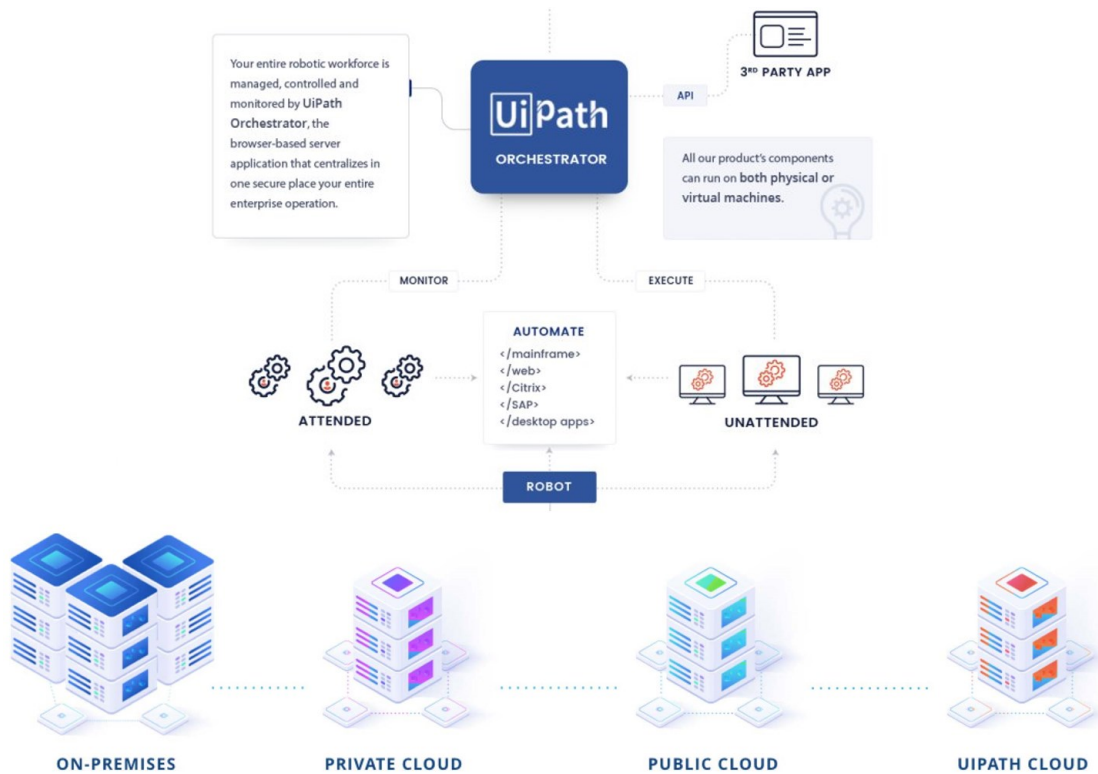 Your entire robotic workforce is
managed, controlled and
monitored by UiPath
Orchestrator, the
browser-based server
application that centralizes in
one secure place your entire
enterprise operation.
UiPath
ORCHESTRATOR
API
3RD PARTY APP
All our product's components
can run on both physical or
virtual machines.
MONITOR
EXECUTE
AUTOMATE
</mainframe>
</web>
</Citrix>
</SAP>
</desktop apps>
ATTENDED
UNATTENDED
ROBOT
ON-PREMISES
PRIVATE CLOUD
PUBLIC CLOUD
UIPATH CLOUD